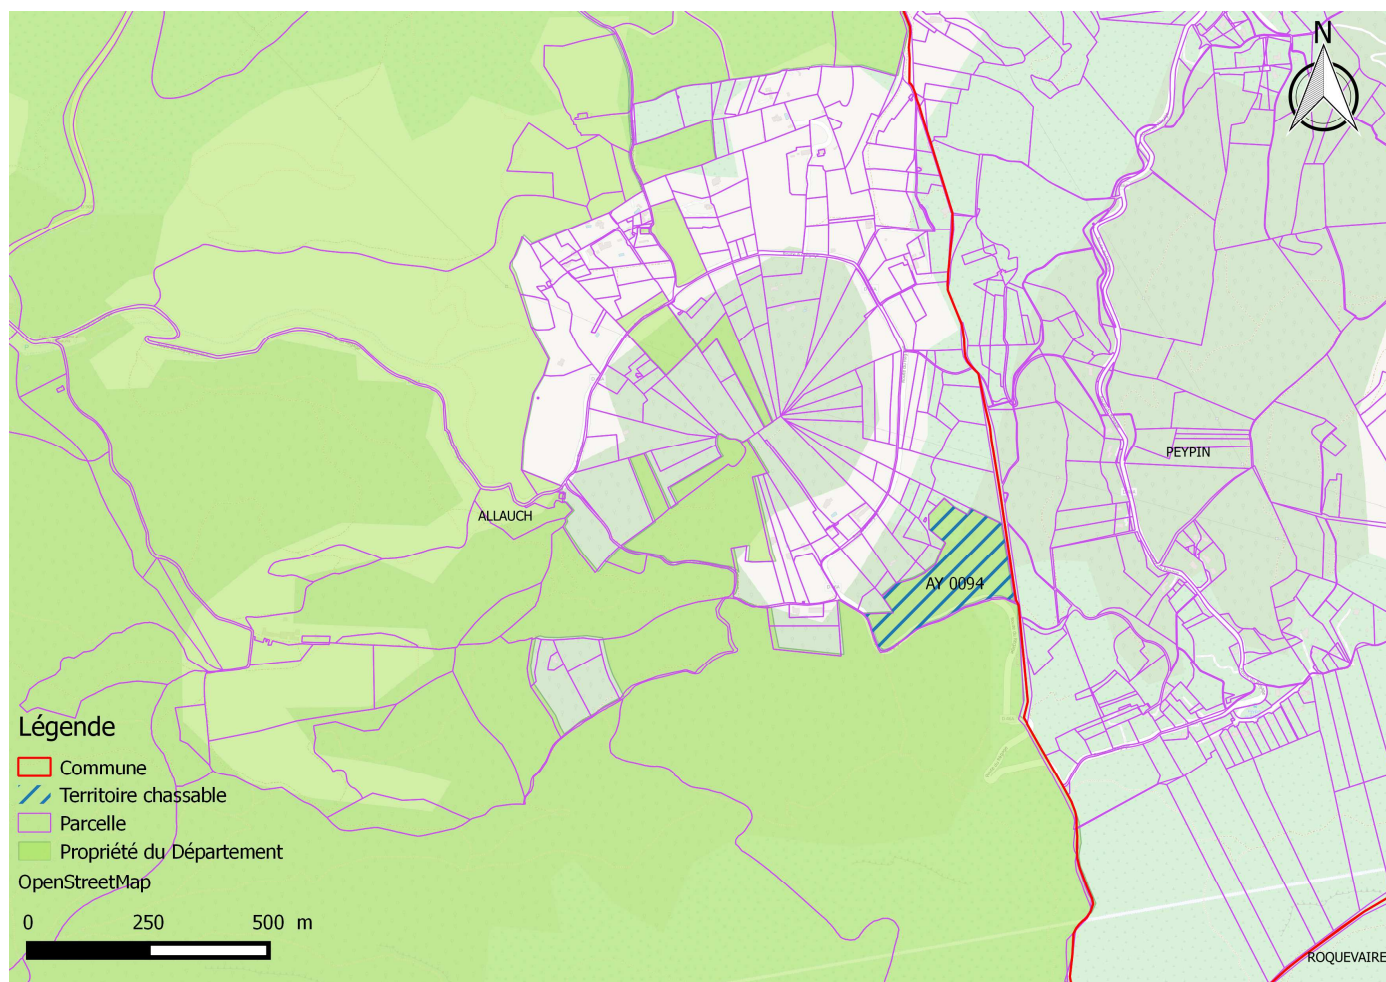 N
PEYPIN
ALLAUCH
AY 0094
Légende
Commune
Territoire chassable
Parcelle
Propriété du Département
OpenStreetMap
0 250 500 m
ROQUEVAIRE